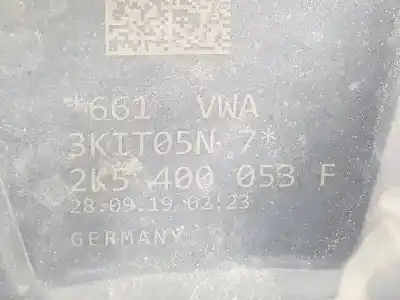 *661 VWA
3KIT05N 7*
2K5 400 053 F
28.09.19 02:23
GERMANY